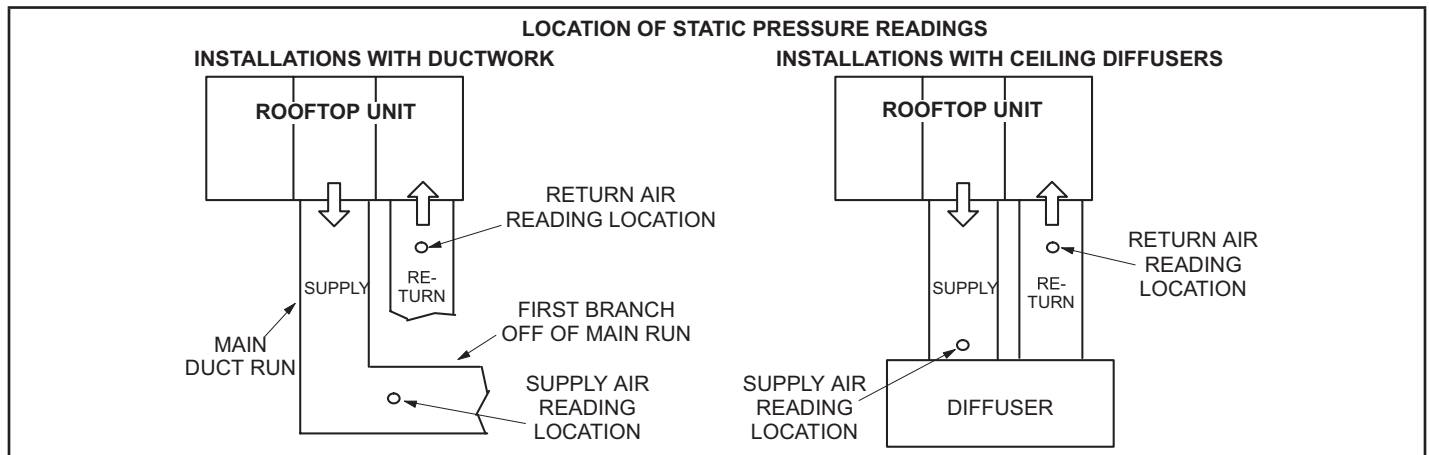 LOCATION OF STATIC PRESSURE READINGS
INSTALLATIONS WITH DUCTWORK
ROOFTOP UNIT
RETURN AIR
READING LOCATION
SUPPLY
RE-
TURN
FIRST BRANCH
OFF OF MAIN RUN
MAIN
DUCT RUN
SUPPLY AIR
READING
LOCATION
INSTALLATIONS WITH CEILING DIFFUSERS
ROOFTOP UNIT
RETURN AIR
READING
LOCATION
SUPPLY
RE-
TURN
SUPPLY AIR
READING
LOCATION
DIFFUSER